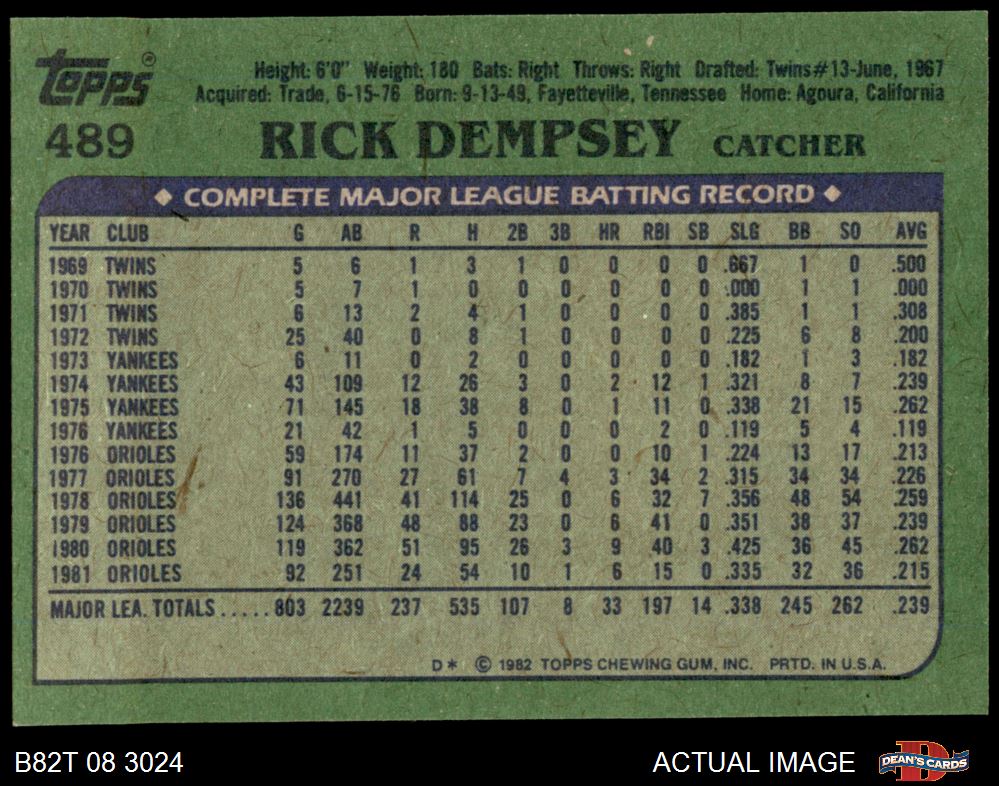 topps®
Height: 6'0" Weight: 180 Bats: Right Throws: Right Drafted: Twins#13-June, 1967
Acquired: Trade, 6-15-76 Born: 9-13-49, Fayetteville, Tennessee Home: Agoura, California
489 RICK DEMPSEY CATCHER
◆ COMPLETE MAJOR LEAGUE BATTING RECORD ◆
YEAR CLUB G AB R H 2B 3B HR RBI SB SLG BB SO AVG
1969 TWINS 5 6 1 3 1 0 0 0 0 .667 1 0 .500
1970 TWINS 5 7 1 0 0 0 0 0 0 .000 1 1 .000
1971 TWINS 6 13 2 4 1 0 0 0 0 .385 1 1 .308
1972 TWINS 25 40 0 8 1 0 0 0 0 .225 6 8 .200
1973 YANKEES 6 11 0 2 0 0 0 0 0 .182 1 3 .182
1974 YANKEES 43 109 12 26 3 0 2 12 1 .321 8 7 .239
1975 YANKEES 71 145 18 38 8 0 1 11 0 .338 21 15 .262
1976 YANKEES 21 42 1 5 0 0 0 2 0 .119 5 4 .119
1976 ORIOLES 59 174 11 37 2 0 0 10 1 .224 13 17 .213
1977 ORIOLES 91 270 27 61 7 4 3 34 2 .315 34 34 .226
1978 ORIOLES 136 441 41 114 25 0 6 32 7 .356 48 54 .259
1979 ORIOLES 124 368 48 88 23 0 6 41 0 .351 38 37 .239
1980 ORIOLES 119 362 51 95 26 3 9 40 3 .425 36 45 .262
1981 ORIOLES 92 251 24 54 10 1 6 15 0 .335 32 36 .215
MAJOR LEA. TOTALS ..... 803 2239 237 535 107 8 33 197 14 .338 245 262 .239
D* © 1982 TOPPS CHEWING GUM, INC. PRTD. IN U.S.A.
B82T 08 3024 ACTUAL IMAGE D DEAN'S CARDS